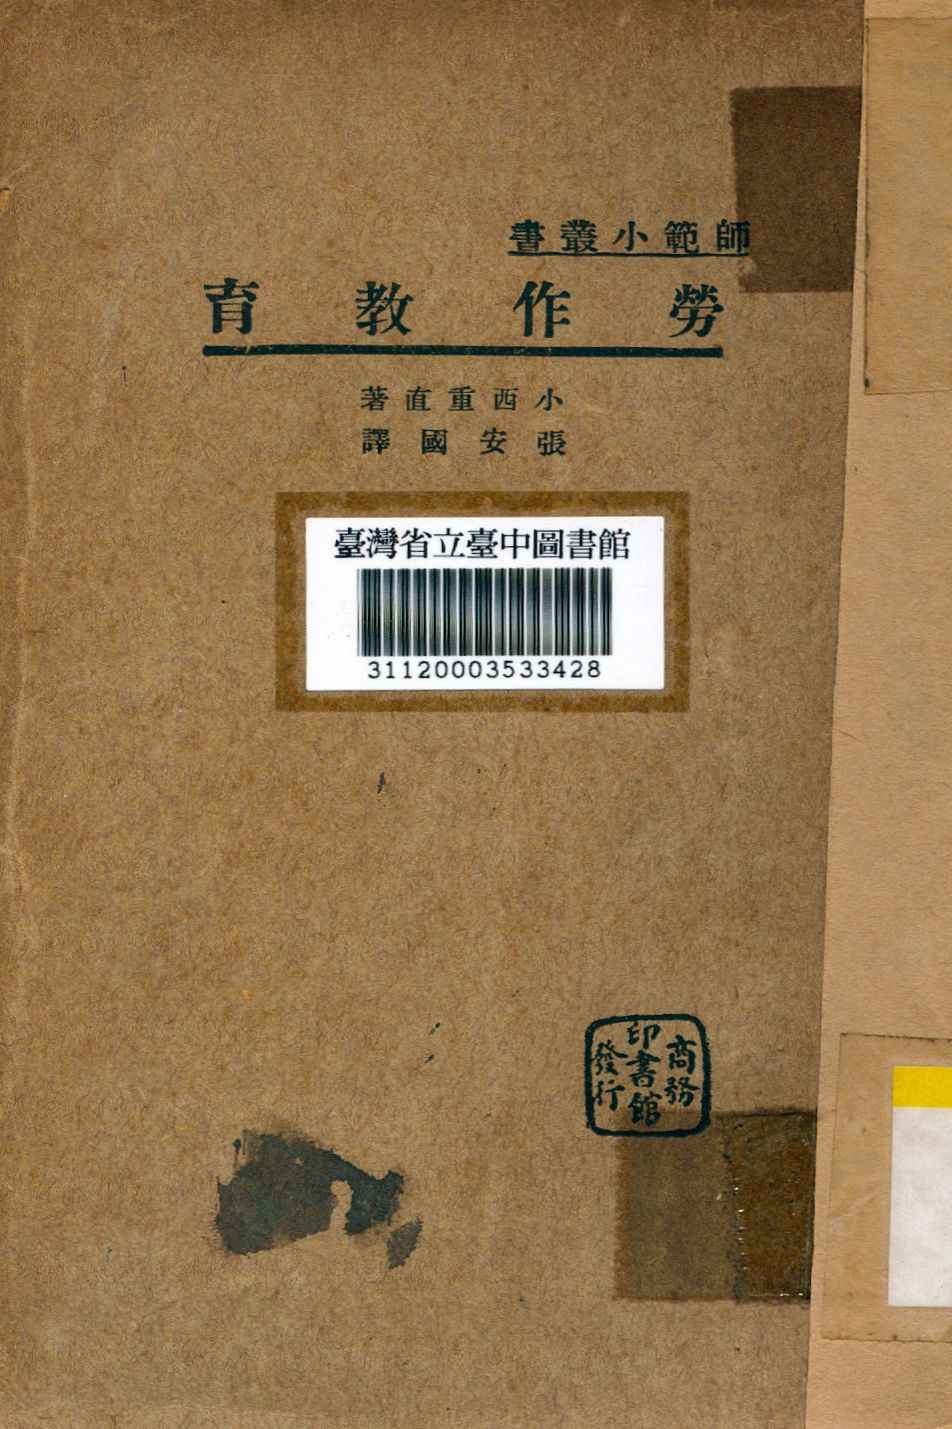 師範小叢書
勞作教育
小西重直著
張安國譯
臺灣省立臺中圖書館
31120003533428
商務
印書館
發行